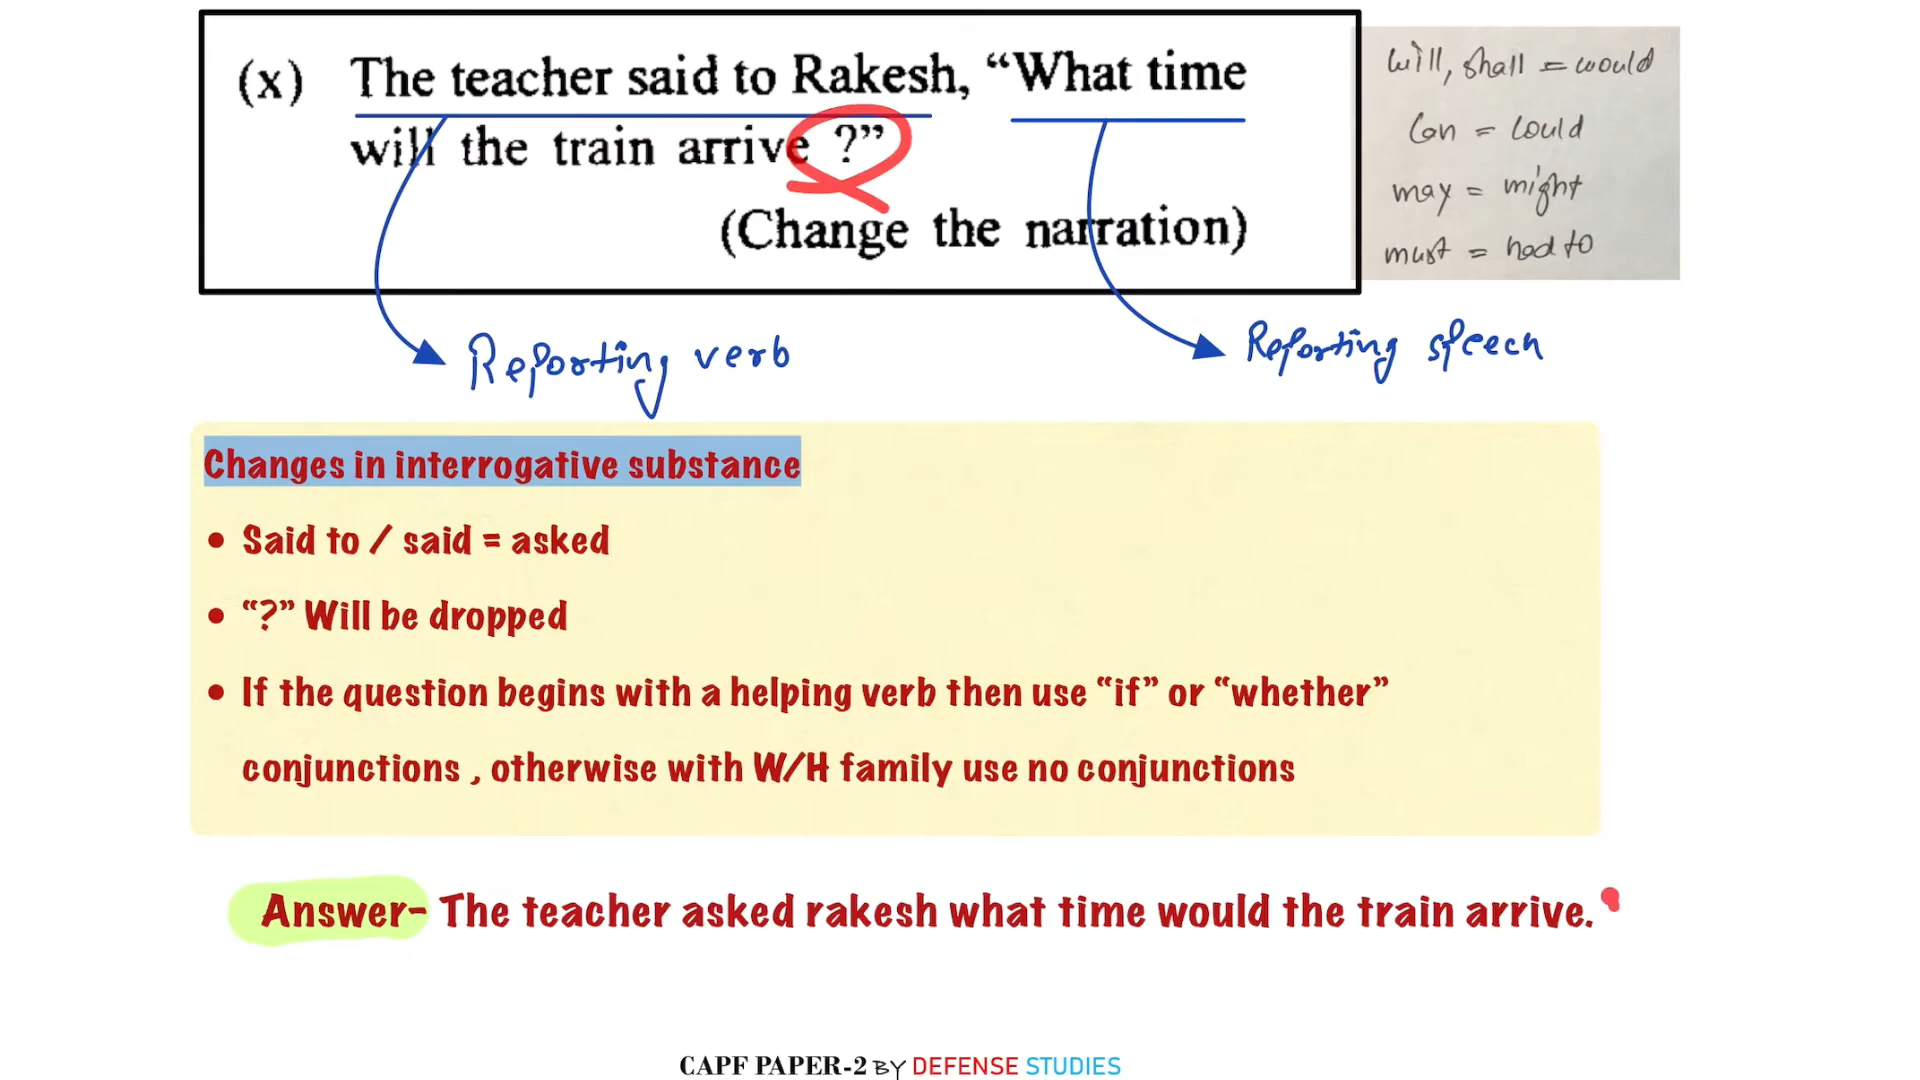 (x) The teacher said to Rakesh, “What time
will the train arrive ?”
(Change the narration)
will, shall = would
Can = Could
may = might
must = had to
Reporting verb
Reporting speech
Changes in interrogative substance
• Said to / said = asked
• “?” Will be dropped
• If the question begins with a helping verb then use “if” or “whether”
conjunctions , otherwise with W/H family use no conjunctions
Answer- The teacher asked rakesh what time would the train arrive.
CAPF PAPER-2 BY DEFENSE STUDIES